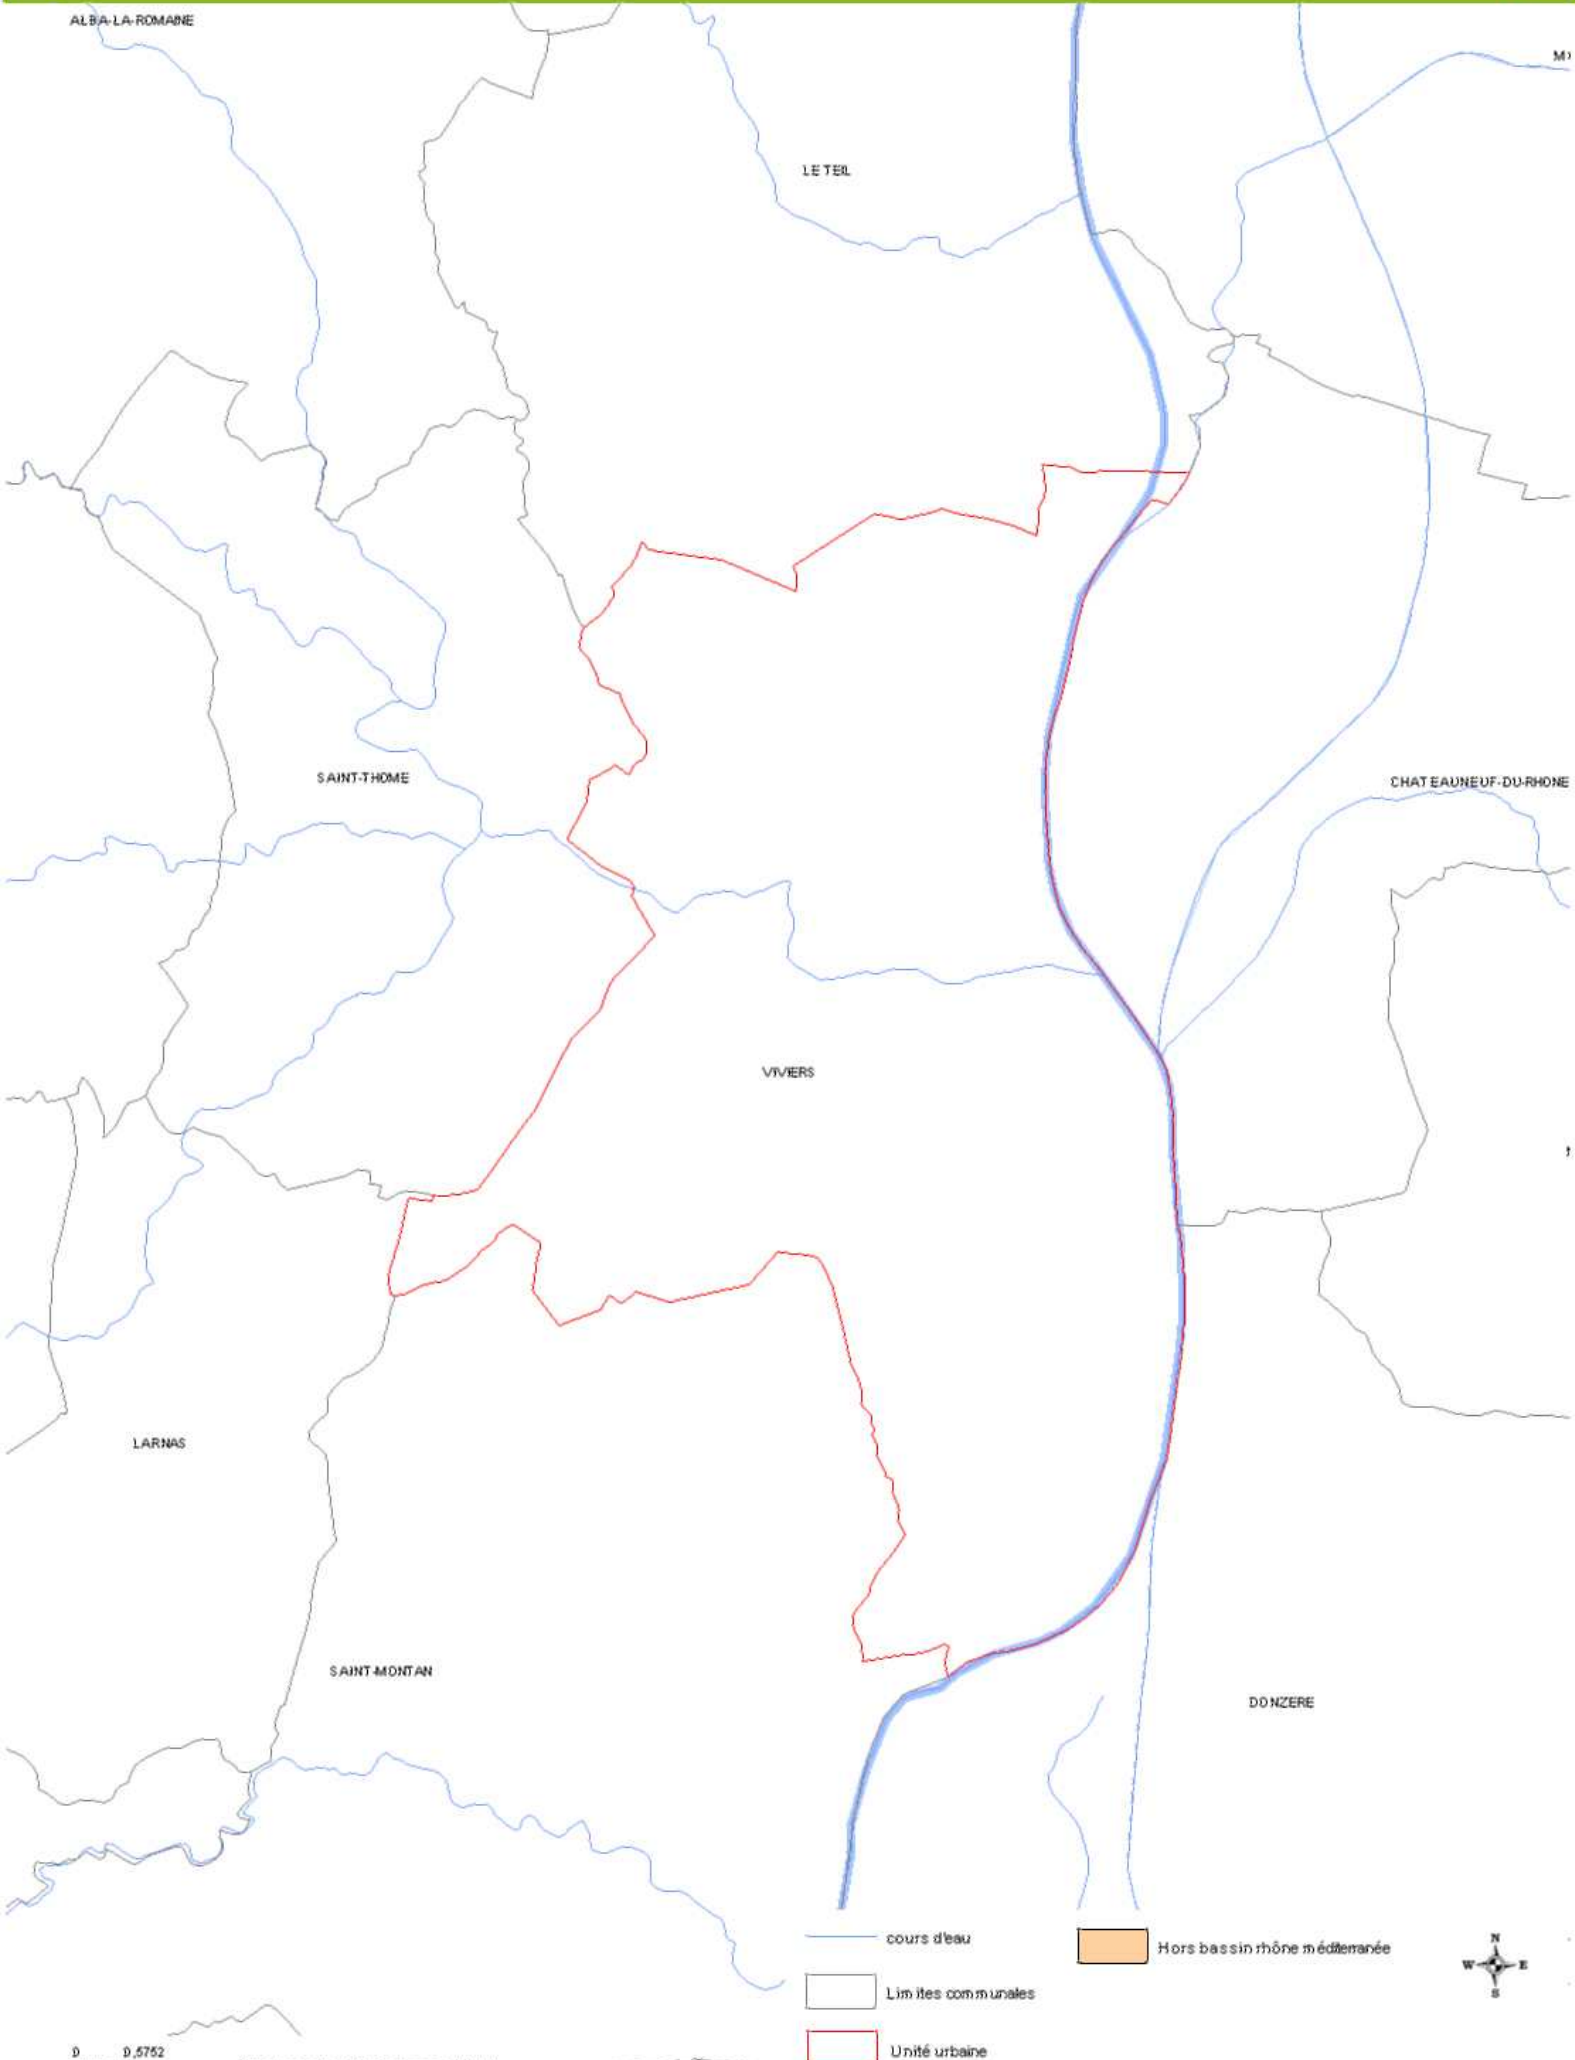 ALBA-LA-ROMAINE
LE TEIL
SAINT-THOME
CHATEAUNEUF-DU-RHONE
VIVIERS
LARNAS
SAINT-MONTAN
DONZERE
cours d'eau
Hors bassin rhône méditerranée
Limites communales
Unité urbaine
N
W E
S
0 0,5752